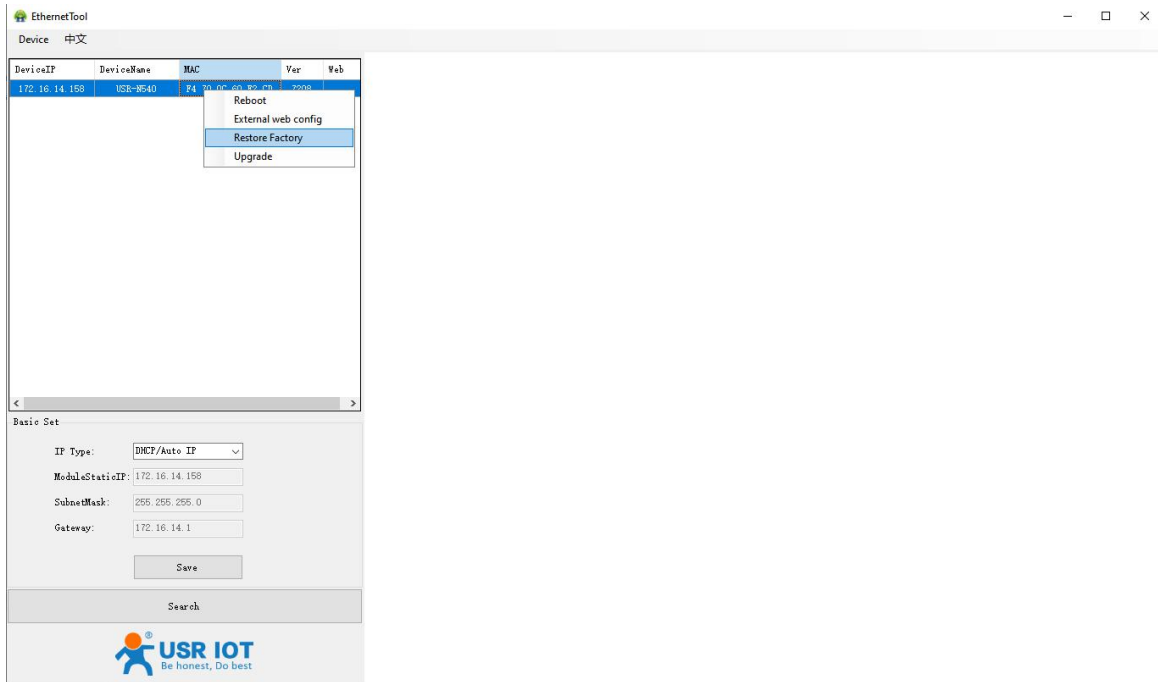 EthernetTool
Device 中文
DeviceIP DeviceName MAC Ver Web
172.16.14.158 USR-N540
Reboot
External web config
Restore Factory
Upgrade
Basic Set
IP Type: DHCP/Auto IP
ModuleStaticIP: 172.16.14.158
SubnetMask: 255.255.255.0
Gateway: 172.16.14.1
Save
Search
®
USR IOT
Be honest, Do best